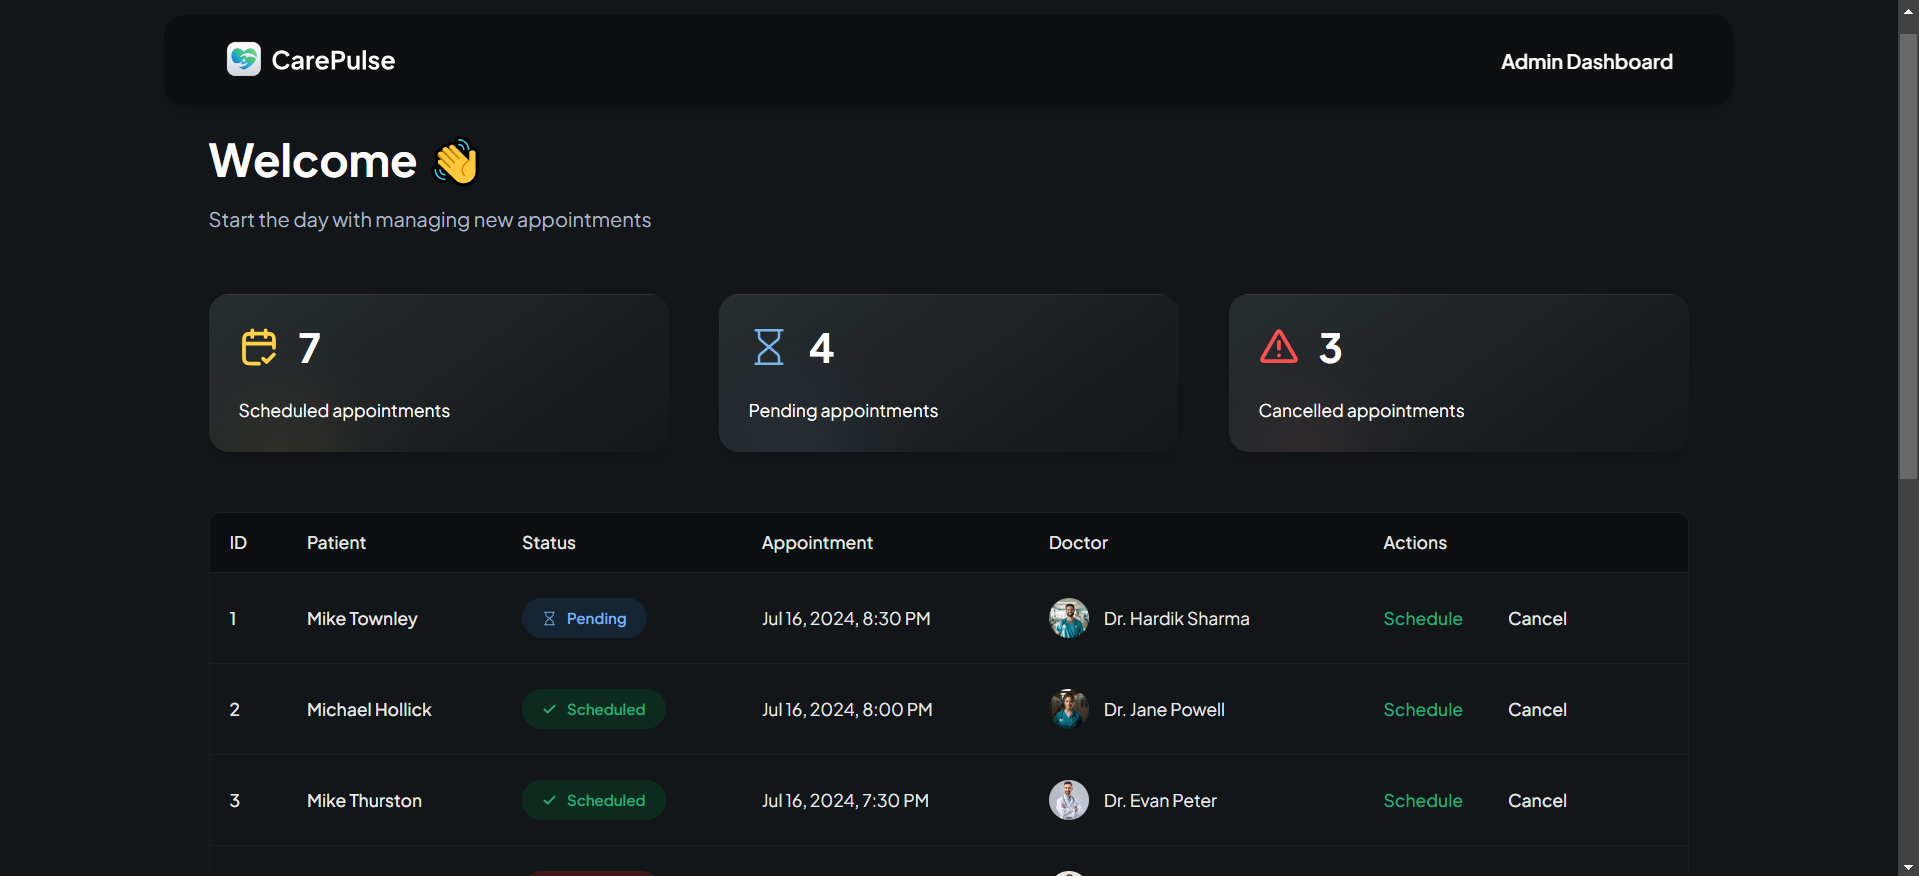 CarePulse
Admin Dashboard
Welcome 👋
Start the day with managing new appointments
7
Scheduled appointments
4
Pending appointments
3
Cancelled appointments
ID Patient Status Appointment Doctor Actions
1 Mike Townley Pending Jul 16, 2024, 8:30 PM Dr. Hardik Sharma Schedule Cancel
2 Michael Hollick Scheduled Jul 16, 2024, 8:00 PM Dr. Jane Powell Schedule Cancel
3 Mike Thurston Scheduled Jul 16, 2024, 7:30 PM Dr. Evan Peter Schedule Cancel